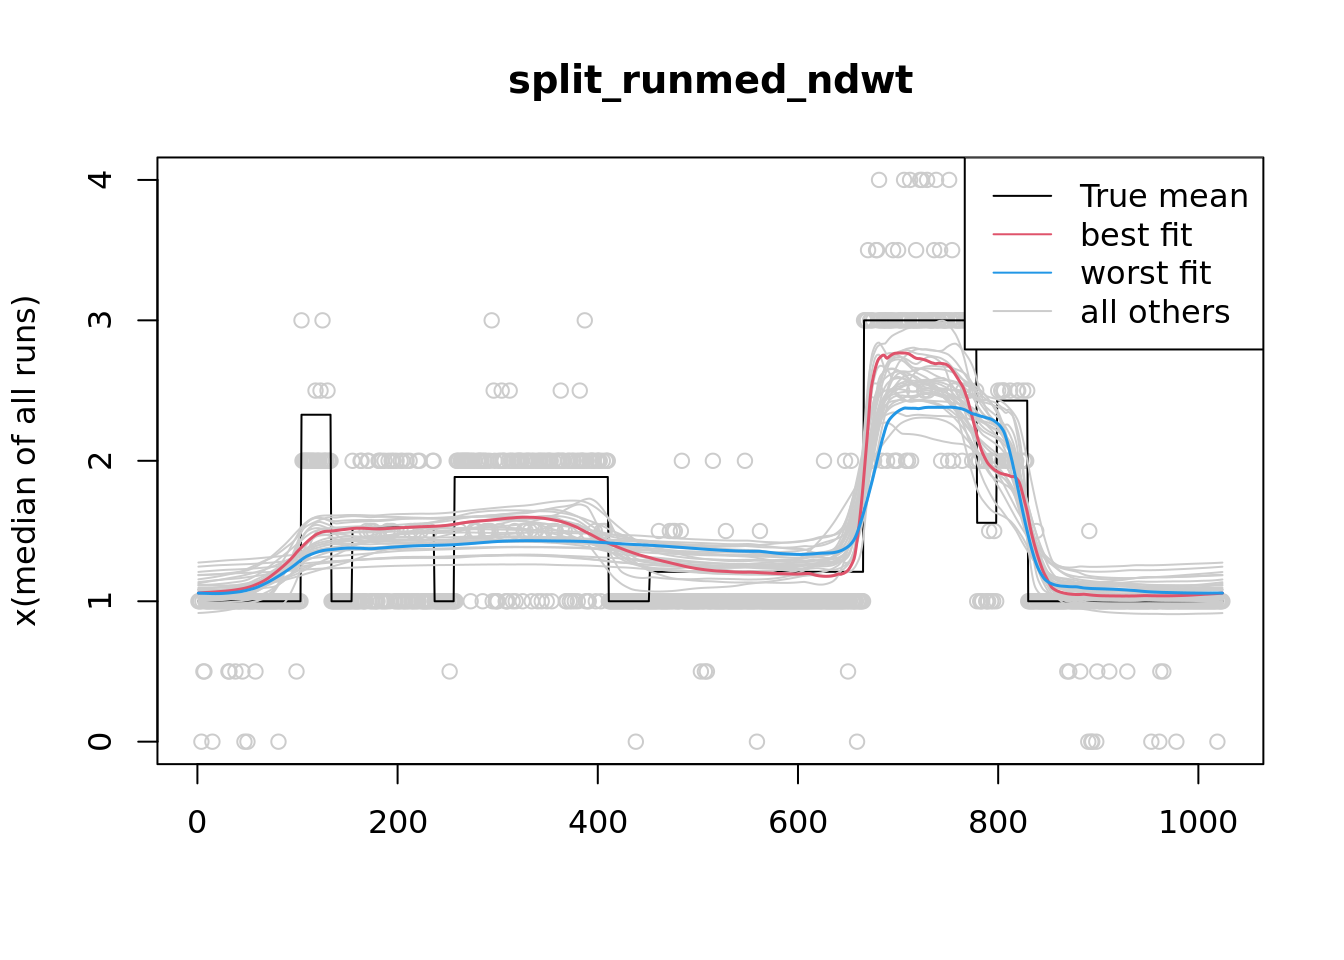 split_runmed_ndwt
x(median of all runs)
4
3
2
1
0
0 200 400 600 800 1000
True mean
best fit
worst fit
all others